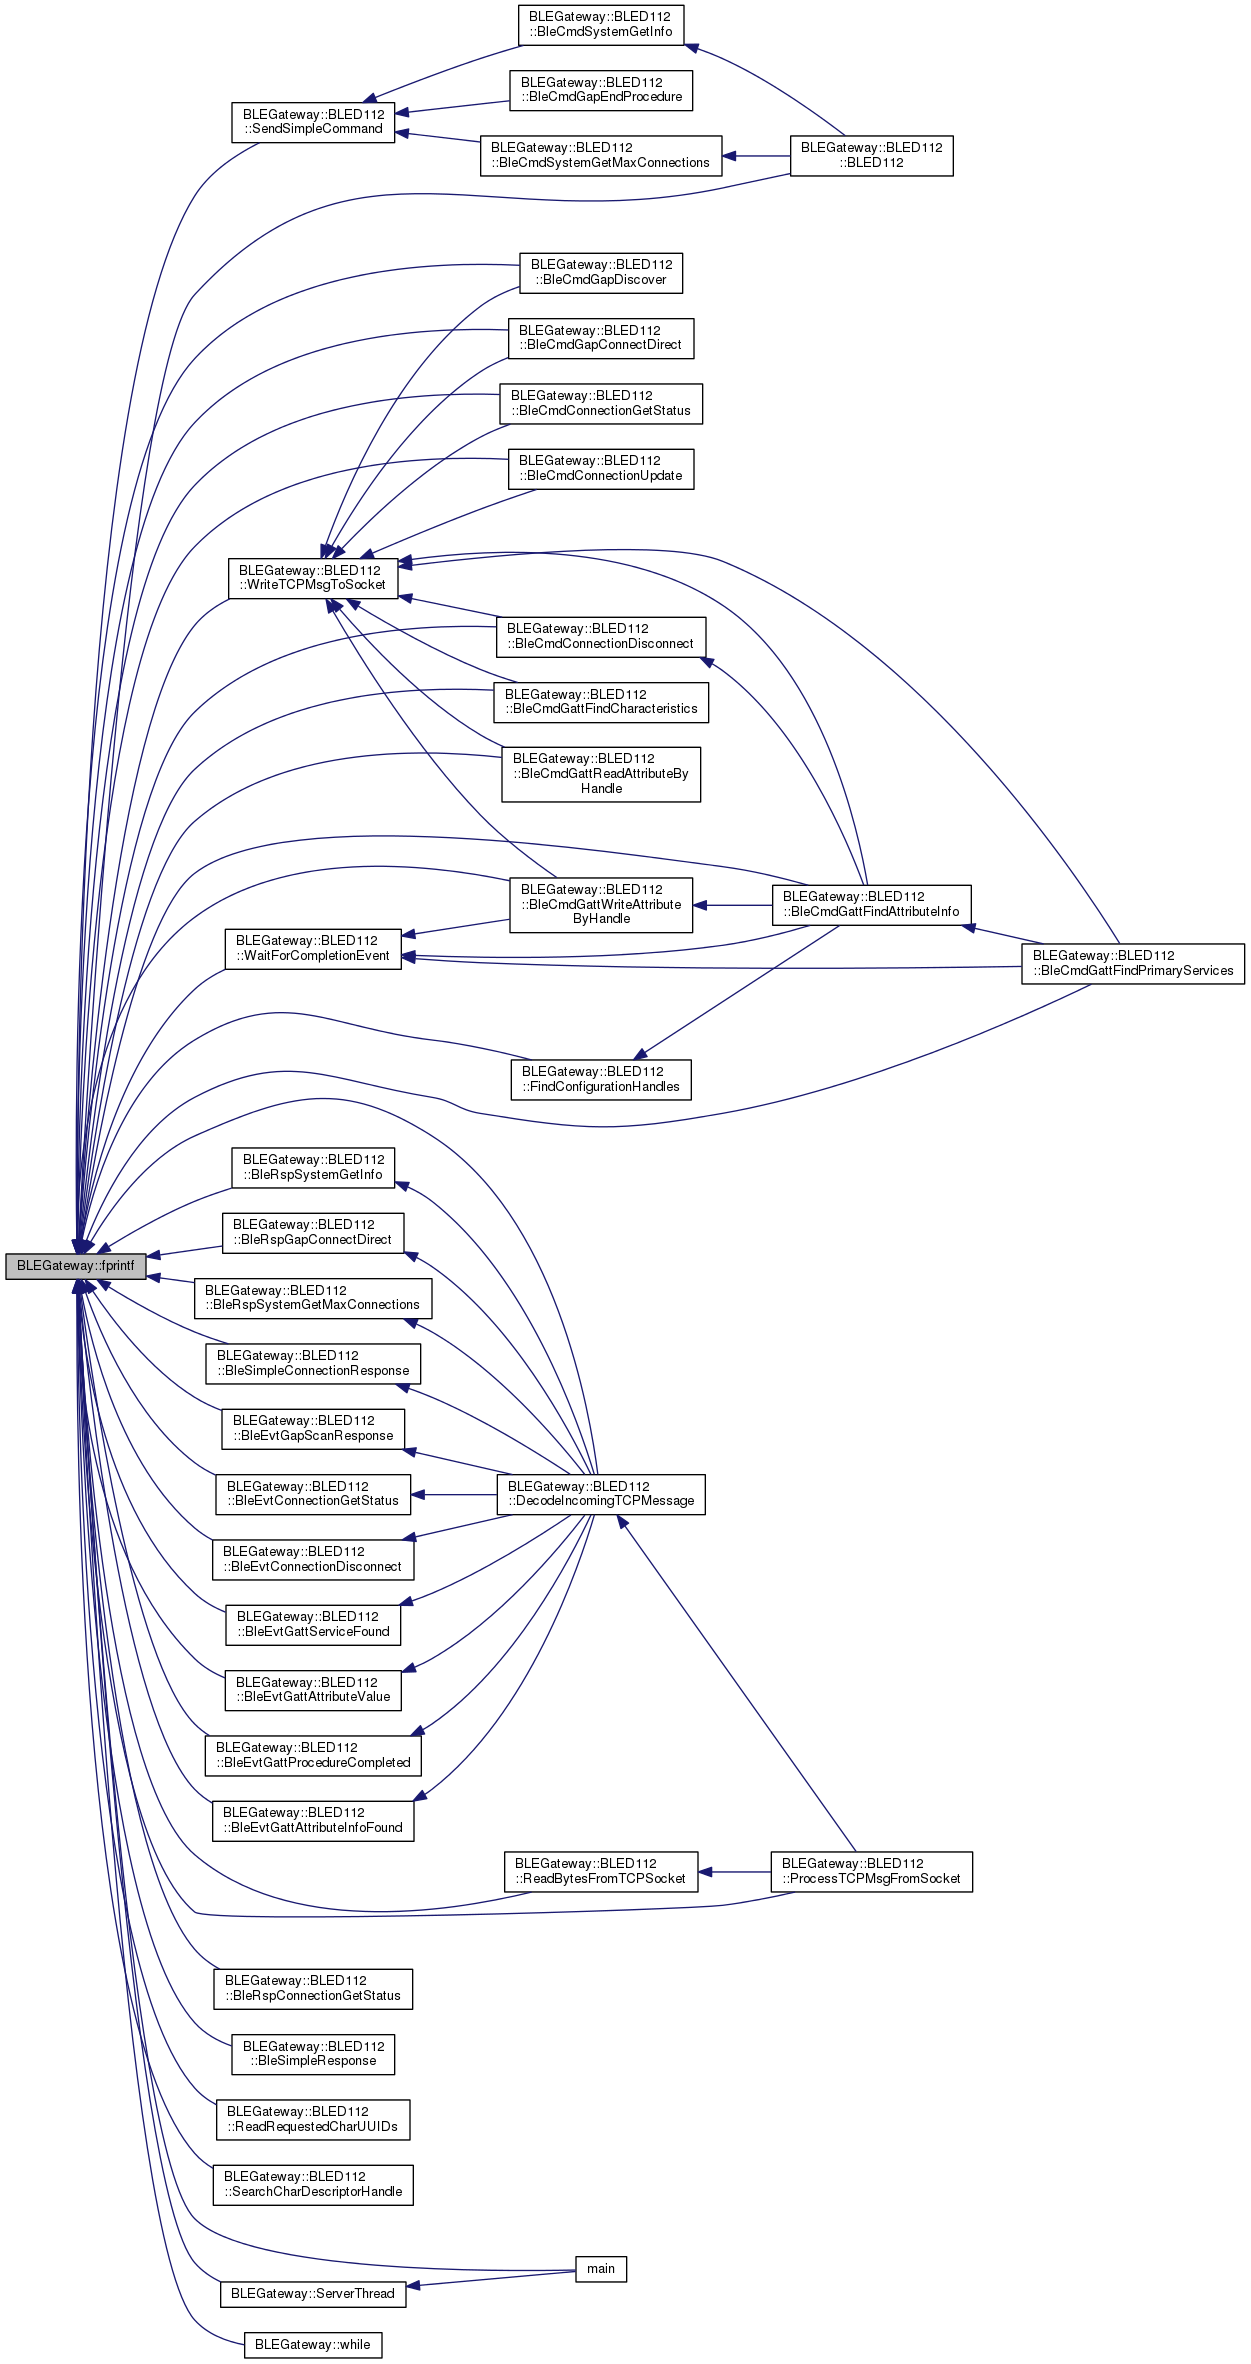 BLEGateway::BLED112
::BleCmdSystemGetInfo
BLEGateway::BLED112
::BleCmdGapEndProcedure
BLEGateway::BLED112
::SendSimpleCommand
BLEGateway::BLED112
::BleCmdSystemGetMaxConnections
BLEGateway::BLED112
::BLED112
BLEGateway::BLED112
::BleCmdGapDiscover
BLEGateway::BLED112
::BleCmdGapConnectDirect
BLEGateway::BLED112
::BleCmdConnectionGetStatus
BLEGateway::BLED112
::BleCmdConnectionUpdate
BLEGateway::BLED112
::WriteTCPMsgToSocket
BLEGateway::BLED112
::BleCmdConnectionDisconnect
BLEGateway::BLED112
::BleCmdGattFindCharacteristics
BLEGateway::BLED112
::BleCmdGattReadAttributeBy
Handle
BLEGateway::BLED112
::BleCmdGattWriteAttribute
ByHandle
BLEGateway::BLED112
::BleCmdGattFindAttributeInfo
BLEGateway::BLED112
::WaitForCompletionEvent
BLEGateway::BLED112
::BleCmdGattFindPrimaryServices
BLEGateway::BLED112
::FindConfigurationHandles
BLEGateway::BLED112
::BleRspSystemGetInfo
BLEGateway::BLED112
::BleRspGapConnectDirect
BLEGateway::fprintf
BLEGateway::BLED112
::BleRspSystemGetMaxConnections
BLEGateway::BLED112
::BleSimpleConnectionResponse
BLEGateway::BLED112
::BleEvtGapScanResponse
BLEGateway::BLED112
::BleEvtConnectionGetStatus
BLEGateway::BLED112
::DecodeIncomingTCPMessage
BLEGateway::BLED112
::BleEvtConnectionDisconnect
BLEGateway::BLED112
::BleEvtGattServiceFound
BLEGateway::BLED112
::BleEvtGattAttributeValue
BLEGateway::BLED112
::BleEvtGattProcedureCompleted
BLEGateway::BLED112
::BleEvtGattAttributeInfoFound
BLEGateway::BLED112
::ReadBytesFromTCPSocket
BLEGateway::BLED112
::ProcessTCPMsgFromSocket
BLEGateway::BLED112
::BleRspConnectionGetStatus
BLEGateway::BLED112
::BleSimpleResponse
BLEGateway::BLED112
::ReadRequestedCharUUIDs
BLEGateway::BLED112
::SearchCharDescriptorHandle
main
BLEGateway::ServerThread
BLEGateway::while